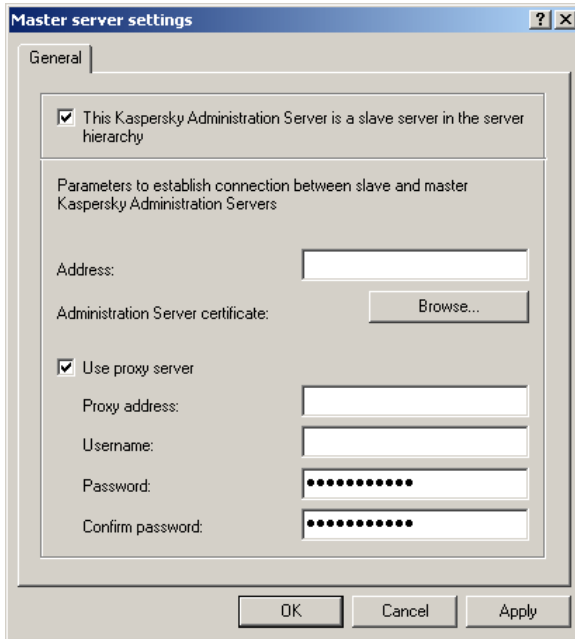 Master server settings
General
This Kaspersky Administration Server is a slave server in the server
hierarchy
Parameters to establish connection between slave and master
Kaspersky Administration Servers
Address:
Administration Server certificate:
Browse...
Use proxy server
Proxy address:
Username:
Password:
●●●●●●●●●●●
Confirm password:
●●●●●●●●●●●
OK
Cancel
Apply